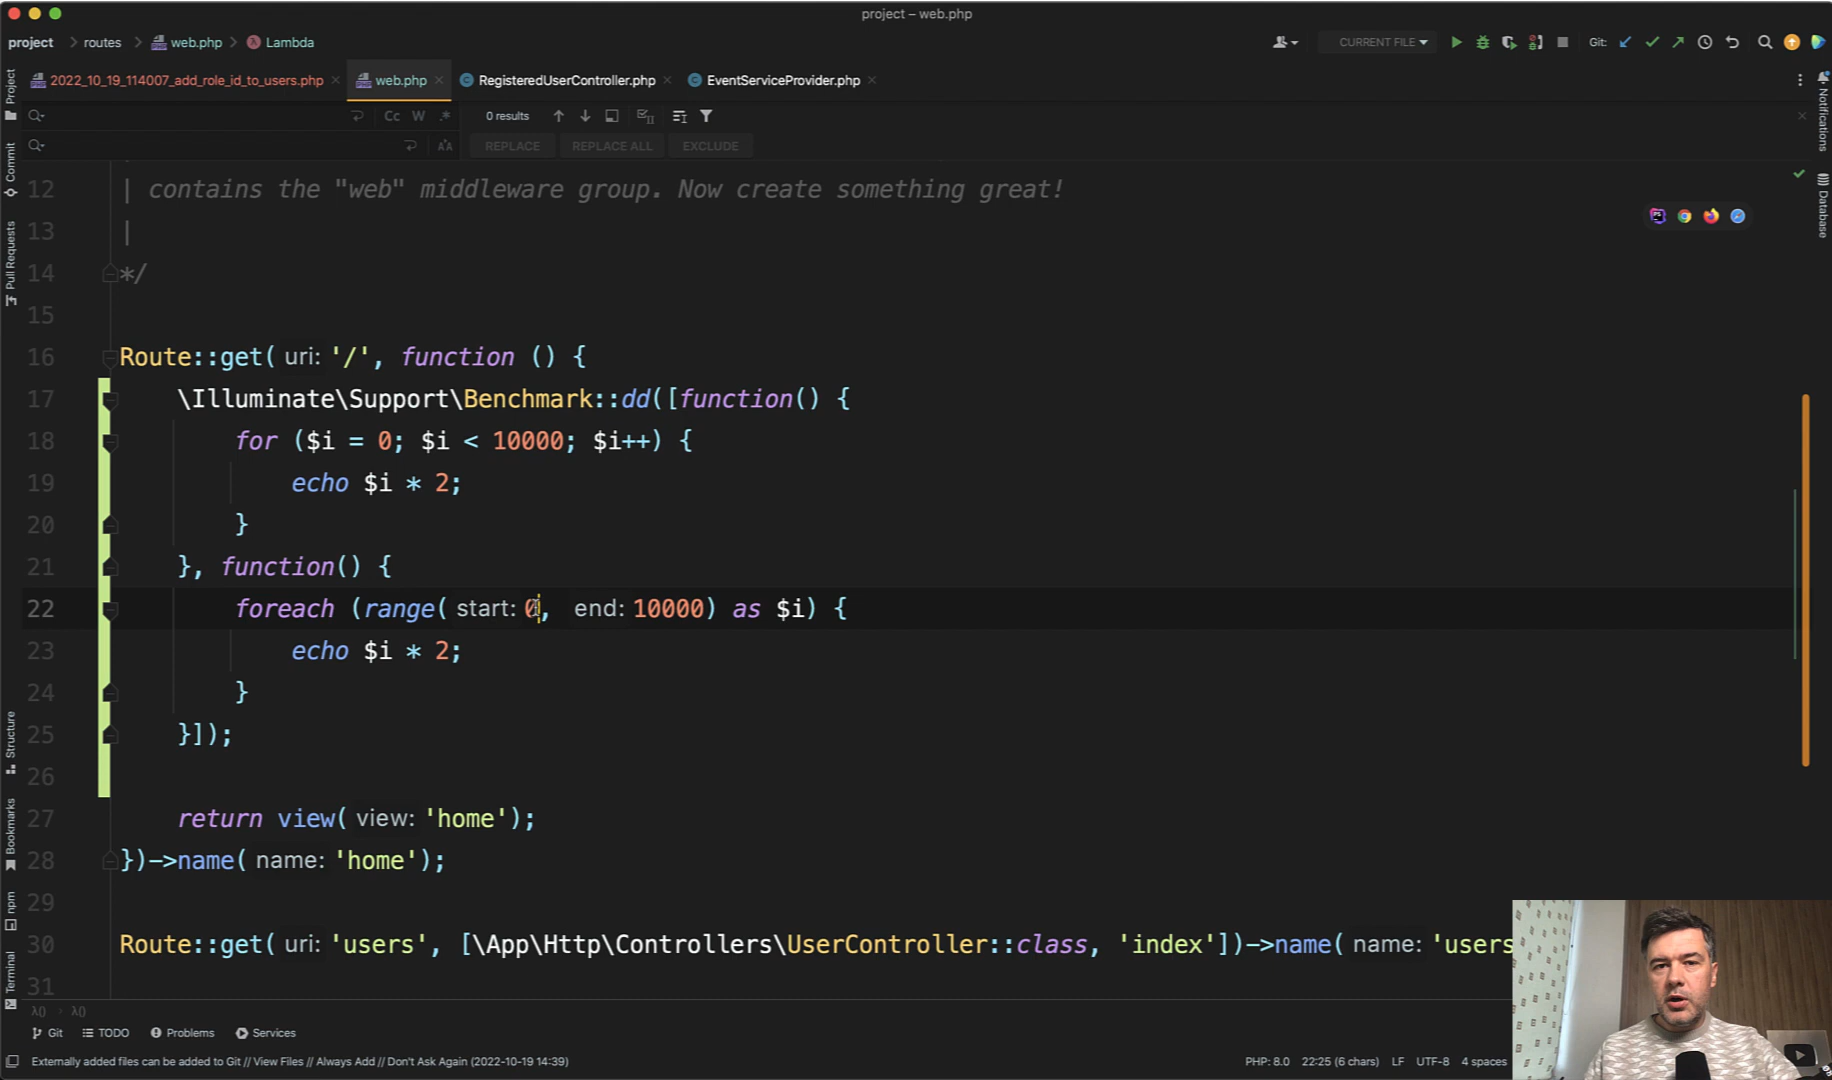 project – web.php
project routes web.php Lambda CURRENT FILE Git:
2022_10_19_114007_add_role_id_to_users.php web.php RegisteredUserController.php EventServiceProvider.php
Cc W .* 0 results
REPLACE REPLACE ALL EXCLUDE
12 | contains the "web" middleware group. Now create something great!
13 |
14 */
15
16 Route::get( uri: '/', function () {
17 \Illuminate\Support\Benchmark::dd([function() {
18 for ($i = 0; $i < 10000; $i++) {
19 echo $i * 2;
20 }
21 }, function() {
22 foreach (range( start: 0, end: 10000) as $i) {
23 echo $i * 2;
24 }
25 }]);
26
27 return view( view: 'home');
28 })->name( name: 'home');
29
30 Route::get( uri: 'users', [\App\Http\Controllers\UserController::class, 'index'])->name( name: 'users
31
Project
Commit
Pull Requests
Structure
Bookmarks
npm
Terminal
Notifications
Database
λ() λ()
Git TODO Problems Services
Externally added files can be added to Git // View Files // Always Add // Don't Ask Again (2022-10-19 14:39) PHP: 8.0 22:25 (6 chars) LF UTF-8 4 spaces